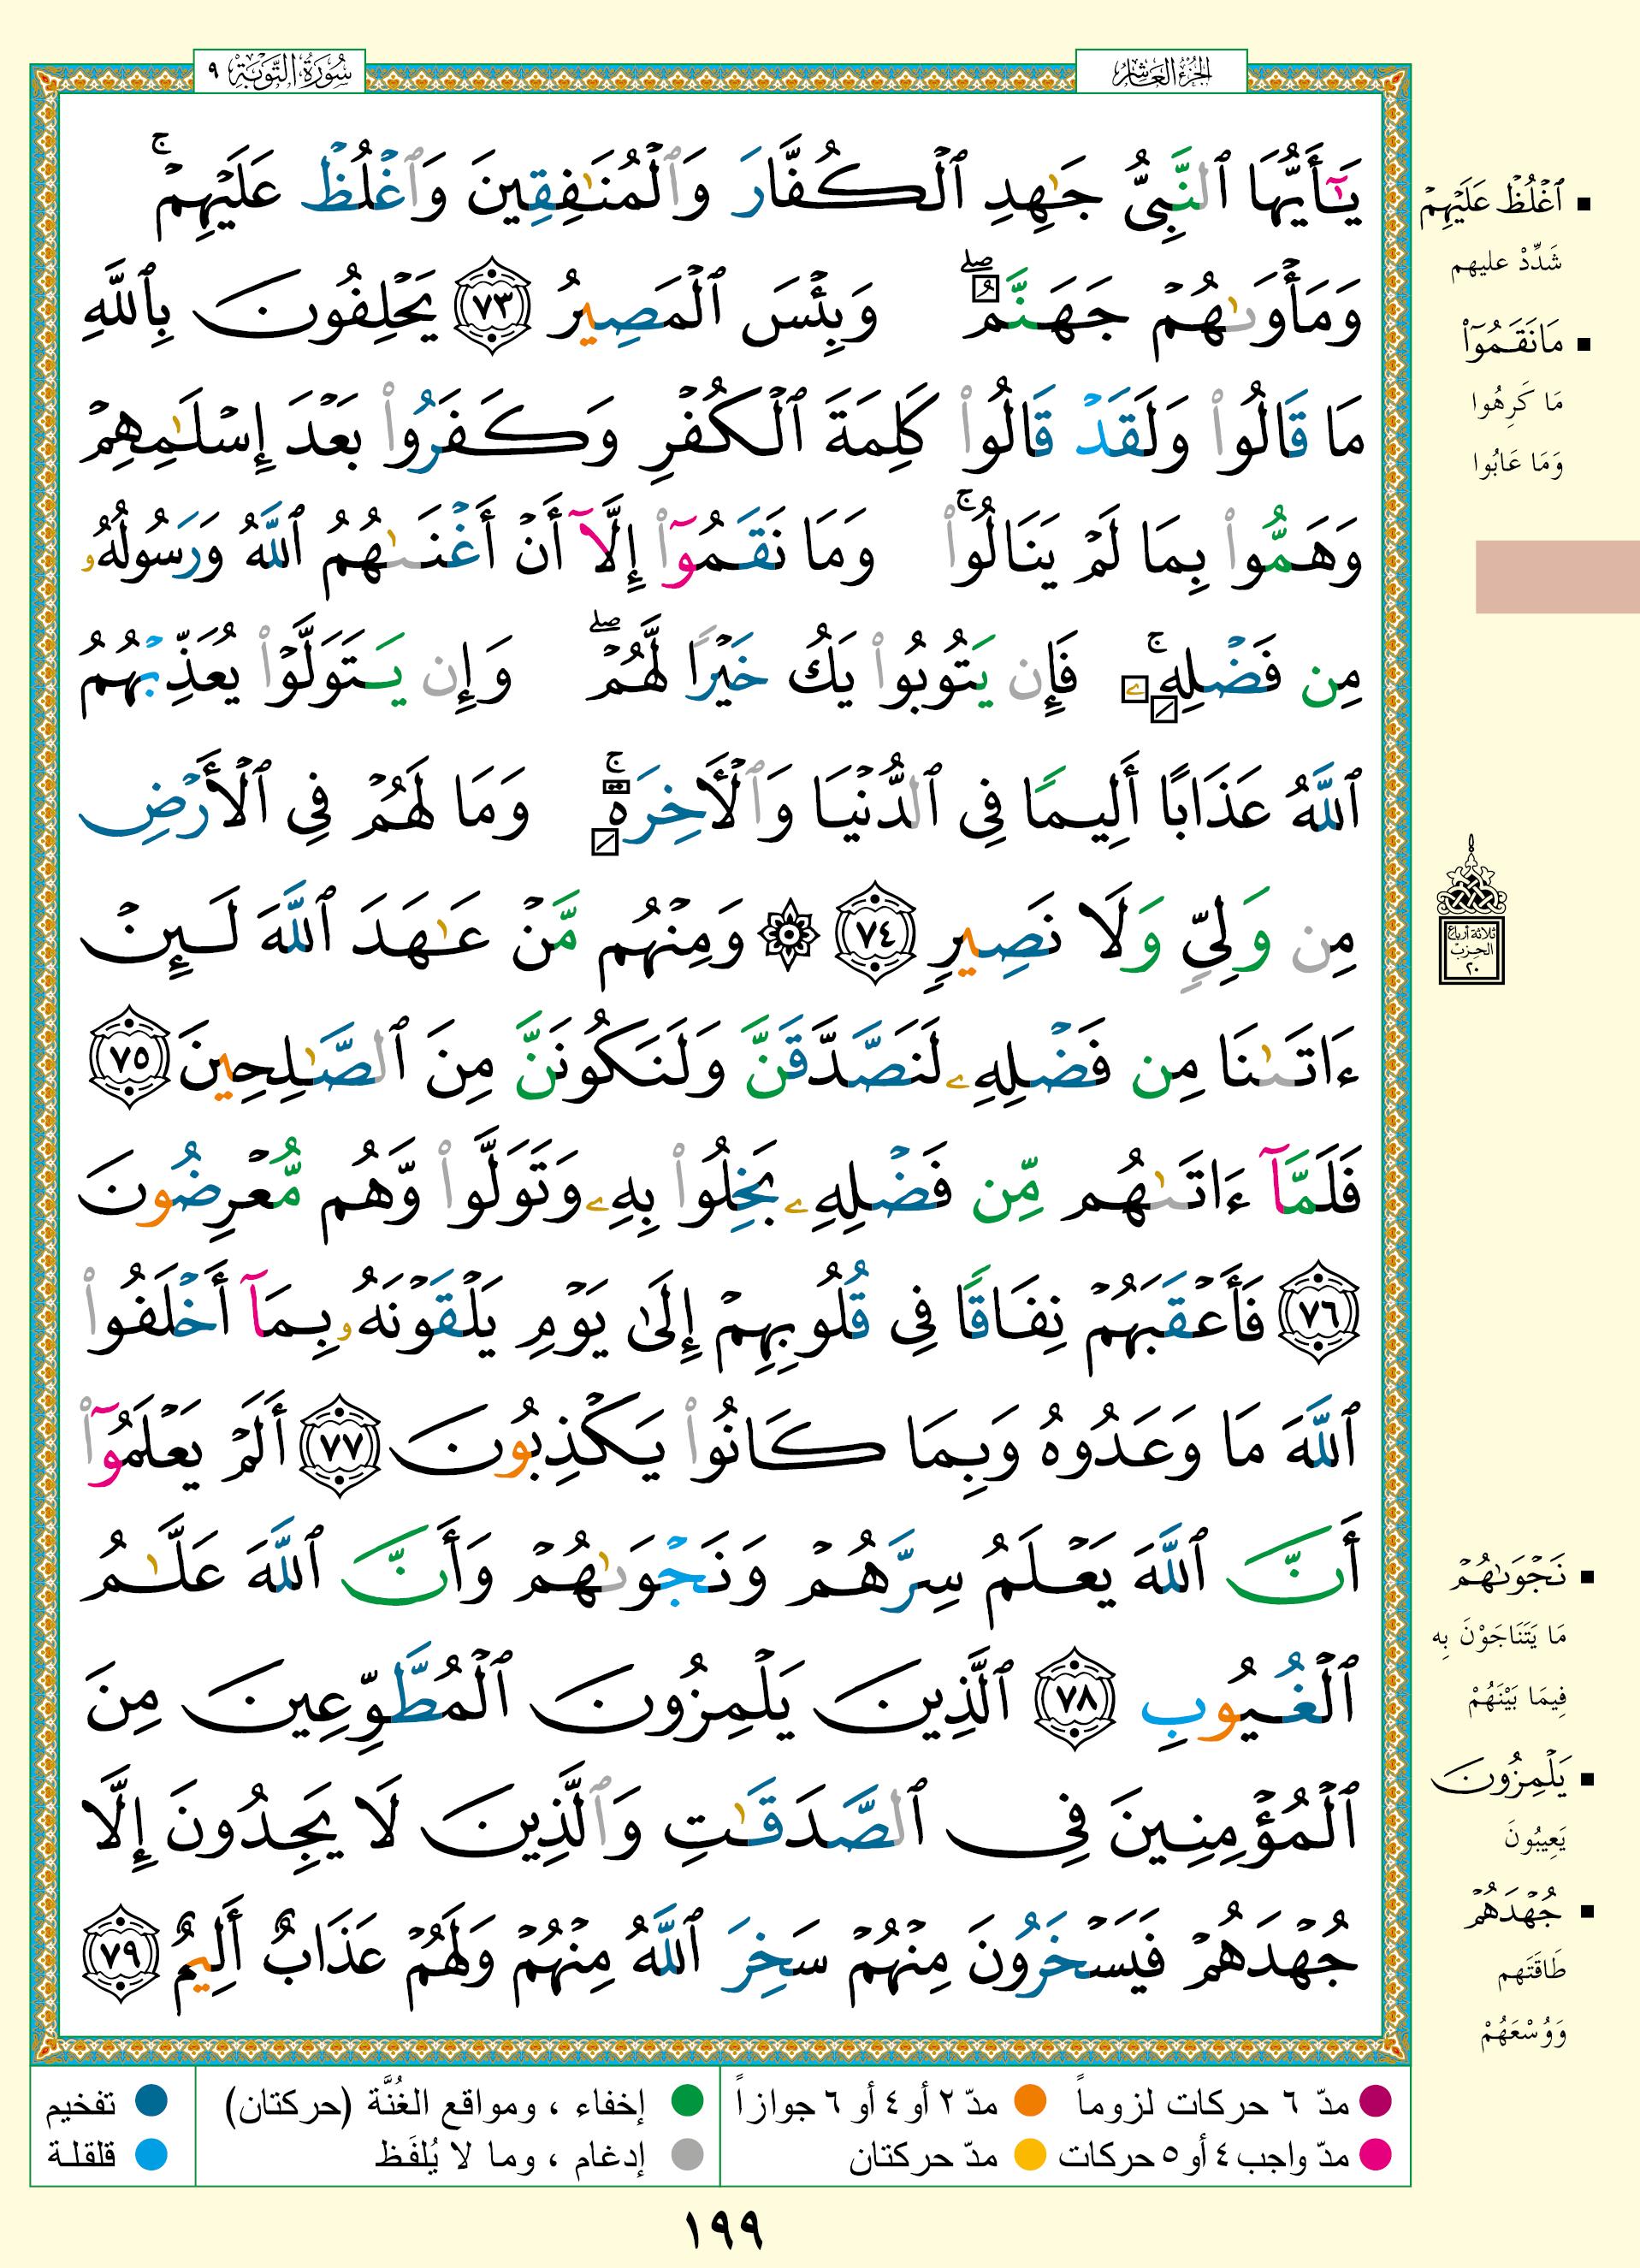 الجزء العاشر
سورة التوبة ٩
يَٰٓأَيُّهَا ٱلنَّبِىُّ جَٰهِدِ ٱلْكُفَّارَ وَٱلْمُنَٰفِقِينَ وَٱغْلُظْ عَلَيْهِمْ ۚ
وَمَأْوَىٰهُمْ جَهَنَّمُ ۖ وَبِئْسَ ٱلْمَصِيرُ ٧٣ يَحْلِفُونَ بِٱللَّهِ
مَا قَالُوا۟ وَلَقَدْ قَالُوا۟ كَلِمَةَ ٱلْكُفْرِ وَكَفَرُوا۟ بَعْدَ إِسْلَٰمِهِمْ
وَهَمُّوا۟ بِمَا لَمْ يَنَالُوا۟ ۚ وَمَا نَقَمُوٓا۟ إِلَّآ أَنْ أَغْنَىٰهُمُ ٱللَّهُ وَرَسُولُهُۥ
مِن فَضْلِهِۦ ۚ فَإِن يَتُوبُوا۟ يَكُ خَيْرًا لَّهُمْ ۖ وَإِن يَتَوَلَّوْا۟ يُعَذِّبْهُمُ
ٱللَّهُ عَذَابًا أَلِيمًا فِى ٱلدُّنْيَا وَٱلْأَخِرَةِ ۚ وَمَا لَهُمْ فِى ٱلْأَرْضِ
مِن وَلِىٍّ وَلَا نَصِيرٍ ٧٤ ۞ وَمِنْهُم مَّنْ عَٰهَدَ ٱللَّهَ لَئِنْ
ءَاتَىٰنَا مِن فَضْلِهِۦ لَنَصَّدَّقَنَّ وَلَنَكُونَنَّ مِنَ ٱلصَّٰلِحِينَ ٧٥
فَلَمَّآ ءَاتَىٰهُم مِّن فَضْلِهِۦ بَخِلُوا۟ بِهِۦ وَتَوَلَّوا۟ وَّهُم مُّعْرِضُونَ
٧٦ فَأَعْقَبَهُمْ نِفَاقًا فِى قُلُوبِهِمْ إِلَىٰ يَوْمِ يَلْقَوْنَهُۥ بِمَآ أَخْلَفُوا۟
ٱللَّهَ مَا وَعَدُوهُ وَبِمَا كَانُوا۟ يَكْذِبُونَ ٧٧ أَلَمْ يَعْلَمُوٓا۟
أَنَّ ٱللَّهَ يَعْلَمُ سِرَّهُمْ وَنَجْوَىٰهُمْ وَأَنَّ ٱللَّهَ عَلَّٰمُ
ٱلْغُيُوبِ ٧٨ ٱلَّذِينَ يَلْمِزُونَ ٱلْمُطَّوِّعِينَ مِنَ
ٱلْمُؤْمِنِينَ فِى ٱلصَّدَقَٰتِ وَٱلَّذِينَ لَا يَجِدُونَ إِلَّا
جُهْدَهُمْ فَيَسْخَرُونَ مِنْهُمْ سَخِرَ ٱللَّهُ مِنْهُمْ وَلَهُمْ عَذَابٌ أَلِيمٌ ٧٩
ٱغْلُظْ عَلَيْهِمْ
شَدِّدْ عليهم
مَانَقَمُوٓا۟
مَا كَرِهُوا
وَمَا عَابُوا
ثلاثة أرباع
الحزب
٢٠
نَجْوَىٰهُمْ
مَا يَتَنَاجَوْنَ بِه
فِيمَا بَيْنَهُمْ
يَلْمِزُونَ
يَعِيبُونَ
جُهْدَهُمْ
طَاقَتَهم
وَوُسْعَهُمْ
مدّ ٦ حركات لزوماً
مدّ ٢ أو ٤ أو ٦ جوازاً
إخفاء ، ومواقع الغُنَّة (حركتان)
تفخيم
مدّ واجب ٤ أو ٥ حركات
مدّ حركتان
إدغام ، وما لا يُلفَظ
قلقلة
١٩٩